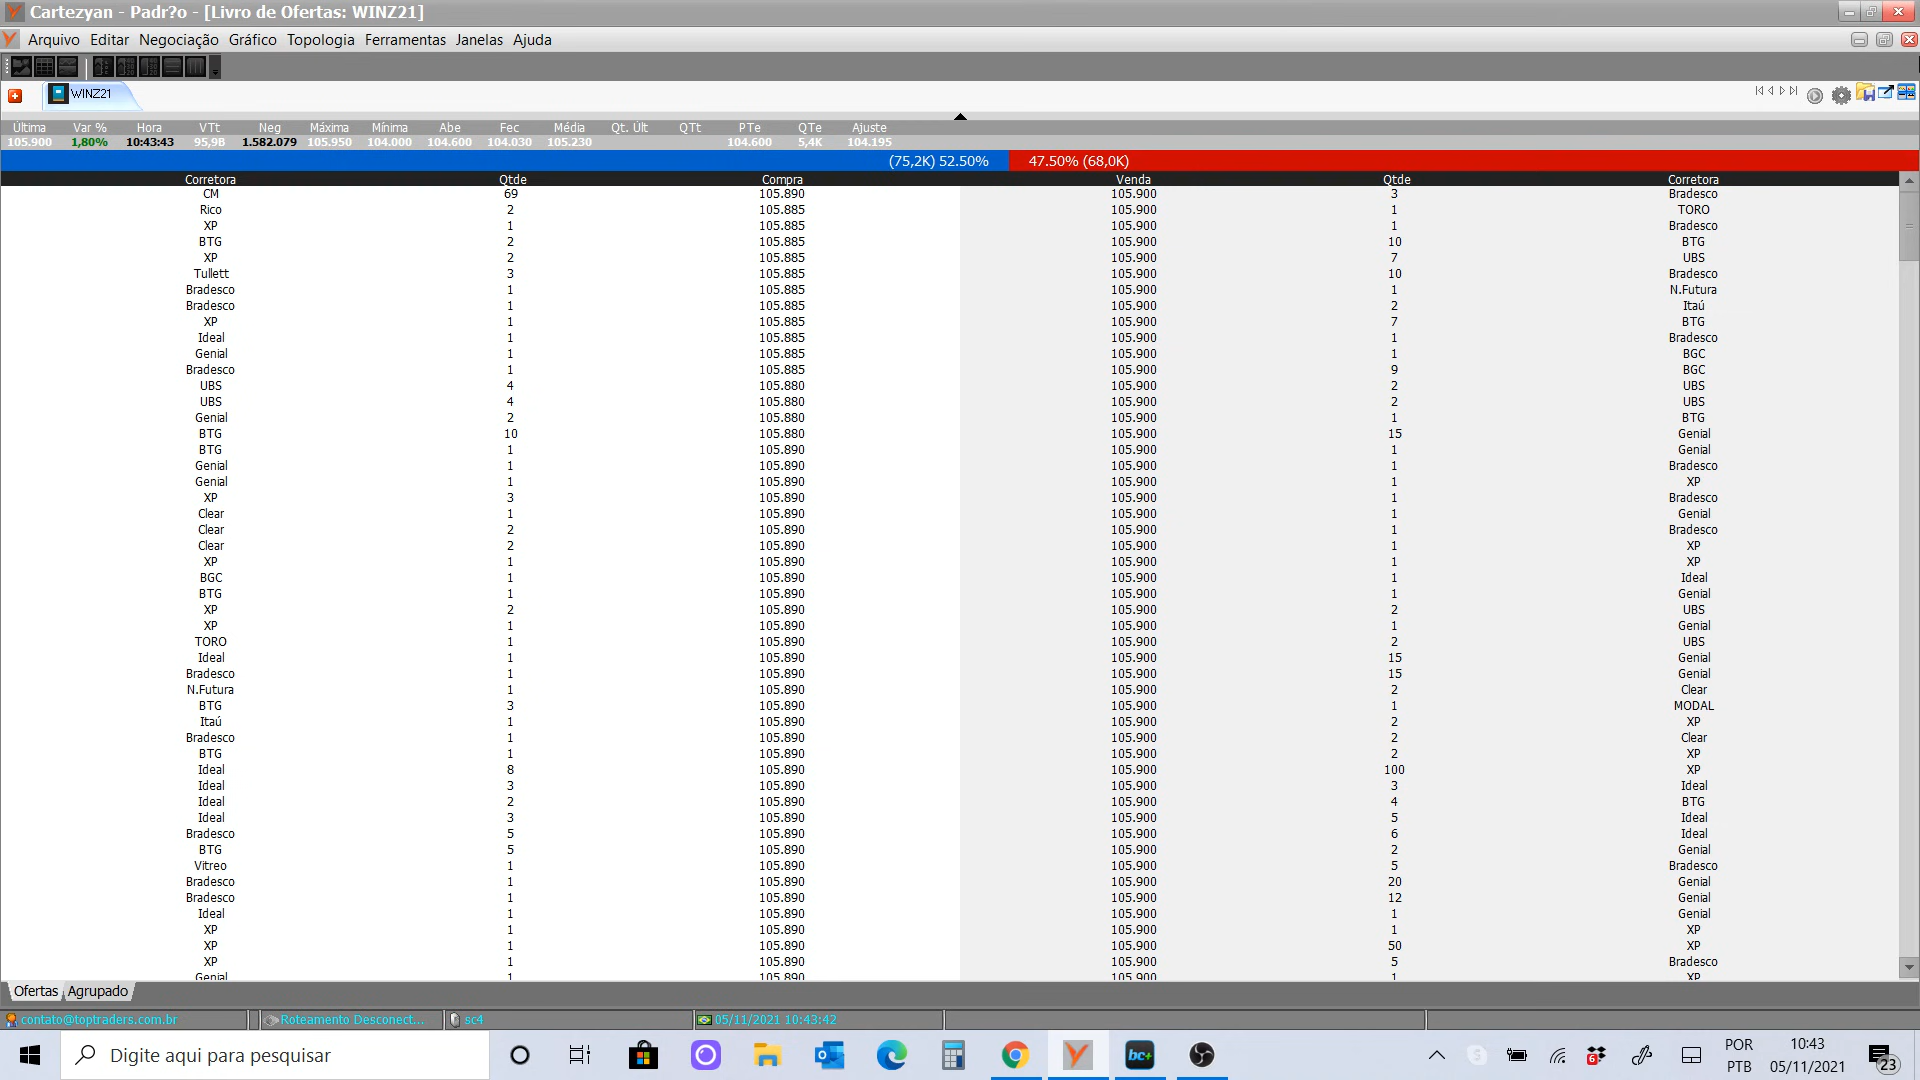 Cartezyan - Padr?o - [Livro de Ofertas: WINZ21]
Arquivo Editar Negociação Gráfico Topologia Ferramentas Janelas Ajuda
WINZ21
Última Var % Hora VTt Neg Máxima Mínima Abe Fec Média Qt. Últ QTt PTe QTe Ajuste
105.900 1,80% 10:43:43 95,9B 1.582.079 105.950 104.000 104.600 104.030 105.230 104.600 5,4K 104.195
(75,2K) 52.50% 47.50% (68,0K)
Corretora Qtde Compra Venda Qtde Corretora
CM 69 105.890 105.900 3 Bradesco
Rico 2 105.885 105.900 1 TORO
XP 1 105.885 105.900 1 Bradesco
BTG 2 105.885 105.900 10 BTG
XP 2 105.885 105.900 7 UBS
Tullett 3 105.885 105.900 10 Bradesco
Bradesco 1 105.885 105.900 1 N.Futura
Bradesco 1 105.885 105.900 2 Itaú
XP 1 105.885 105.900 7 BTG
Ideal 1 105.885 105.900 1 Bradesco
Genial 1 105.885 105.900 1 BGC
Bradesco 1 105.885 105.900 9 BGC
UBS 4 105.880 105.900 2 UBS
UBS 4 105.880 105.900 2 UBS
Genial 2 105.880 105.900 1 BTG
BTG 10 105.880 105.900 15 Genial
BTG 1 105.890 105.900 1 Genial
Genial 1 105.890 105.900 1 Bradesco
Genial 1 105.890 105.900 1 XP
XP 3 105.890 105.900 1 Bradesco
Clear 1 105.890 105.900 1 Genial
Clear 2 105.890 105.900 1 Bradesco
Clear 2 105.890 105.900 1 XP
XP 1 105.890 105.900 1 XP
BGC 1 105.890 105.900 1 Ideal
BTG 1 105.890 105.900 1 Genial
XP 2 105.890 105.900 2 UBS
XP 1 105.890 105.900 1 Genial
TORO 1 105.890 105.900 2 UBS
Ideal 1 105.890 105.900 15 Genial
Bradesco 1 105.890 105.900 15 Genial
N.Futura 1 105.890 105.900 2 Clear
BTG 3 105.890 105.900 1 MODAL
Itaú 1 105.890 105.900 2 XP
Bradesco 1 105.890 105.900 2 Clear
BTG 1 105.890 105.900 2 XP
Ideal 8 105.890 105.900 100 XP
Ideal 3 105.890 105.900 3 Ideal
Ideal 2 105.890 105.900 4 BTG
Ideal 3 105.890 105.900 5 Ideal
Bradesco 5 105.890 105.900 6 Ideal
BTG 5 105.890 105.900 2 Genial
Vitreo 1 105.890 105.900 5 Bradesco
Bradesco 1 105.890 105.900 20 Genial
Bradesco 1 105.890 105.900 12 Genial
Ideal 1 105.890 105.900 1 Genial
XP 1 105.890 105.900 1 XP
XP 1 105.890 105.900 50 XP
XP 1 105.890 105.900 5 Bradesco
Genial 1 105.890 105.900 1 XP
Ofertas Agrupado
contato@toptraders.com.br Roteamento Desconect... sc4 05/11/2021 10:43:42
Digite aqui para pesquisar
bc+
6
POR
PTB
10:43
05/11/2021
23